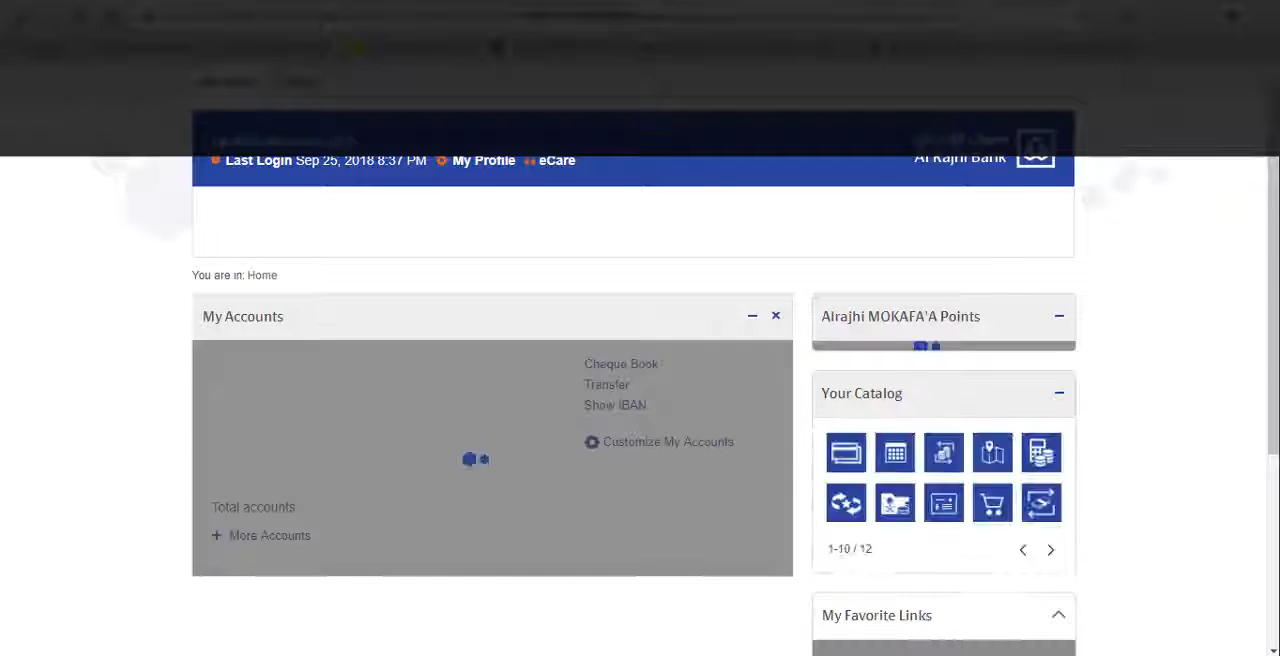 Last Login Sep 25, 2018 8:37 PM My Profile eCare
Al Rajhi Bank
You are in: Home
My Accounts
Cheque Book
Transfer
Show IBAN
Customize My Accounts
Total accounts
+ More Accounts
Alrajhi MOKAFA'A Points
Your Catalog
1-10 / 12
My Favorite Links